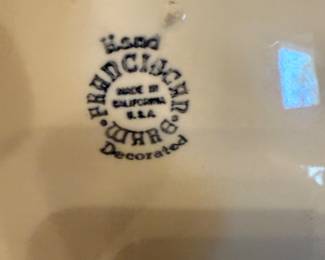 Hand
FRANCISCAN
MADE IN
CALIFORNIA
U.S.A
WARE
Decorated